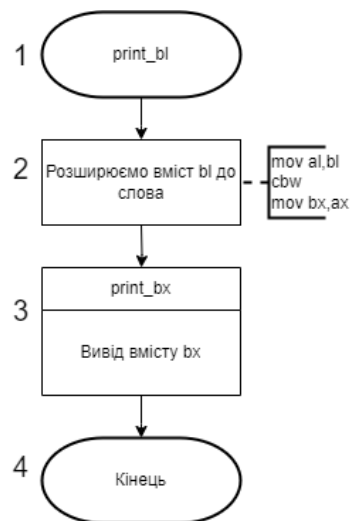 1
print_bl
2
Розширюємо вміст bl до
слова
mov al,bl
cbw
mov bx,ax
3
print_bx
Вивід вмісту bx
4
Кінець